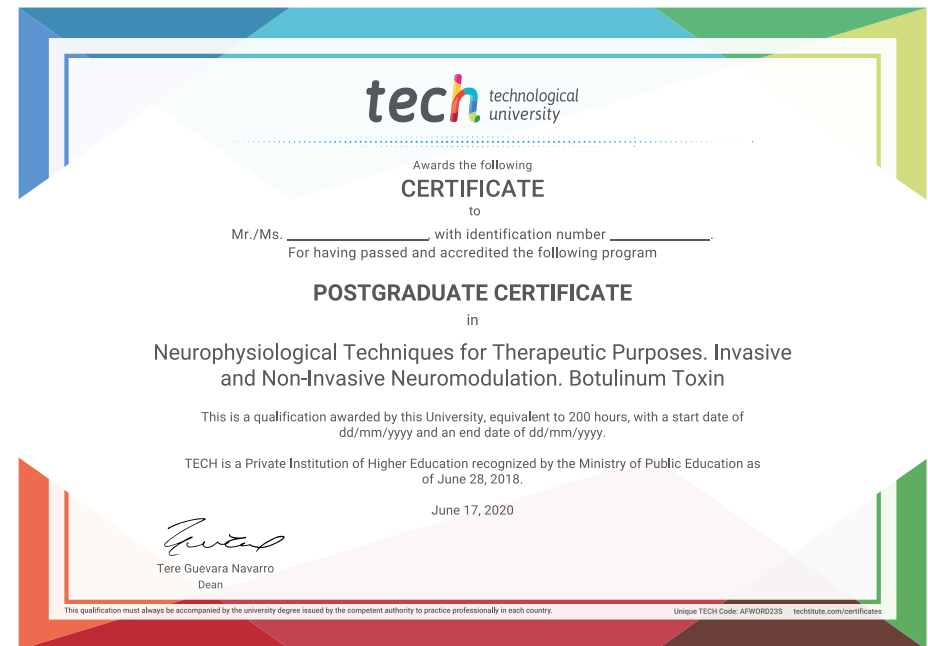 tech technological
university
Awards the following
CERTIFICATE
to
Mr./Ms. ____________________, with identification number ______________.
For having passed and accredited the following program
POSTGRADUATE CERTIFICATE
in
Neurophysiological Techniques for Therapeutic Purposes. Invasive
and Non-Invasive Neuromodulation. Botulinum Toxin
This is a qualification awarded by this University, equivalent to 200 hours, with a start date of
dd/mm/yyyy and an end date of dd/mm/yyyy.
TECH is a Private Institution of Higher Education recognized by the Ministry of Public Education as
of June 28, 2018.
June 17, 2020
Tere Guevara Navarro
Dean
This qualification must always be accompanied by the university degree issued by the competent authority to practice professionally in each country.
Unique TECH Code: AFWORD23S techtitute.com/certificates